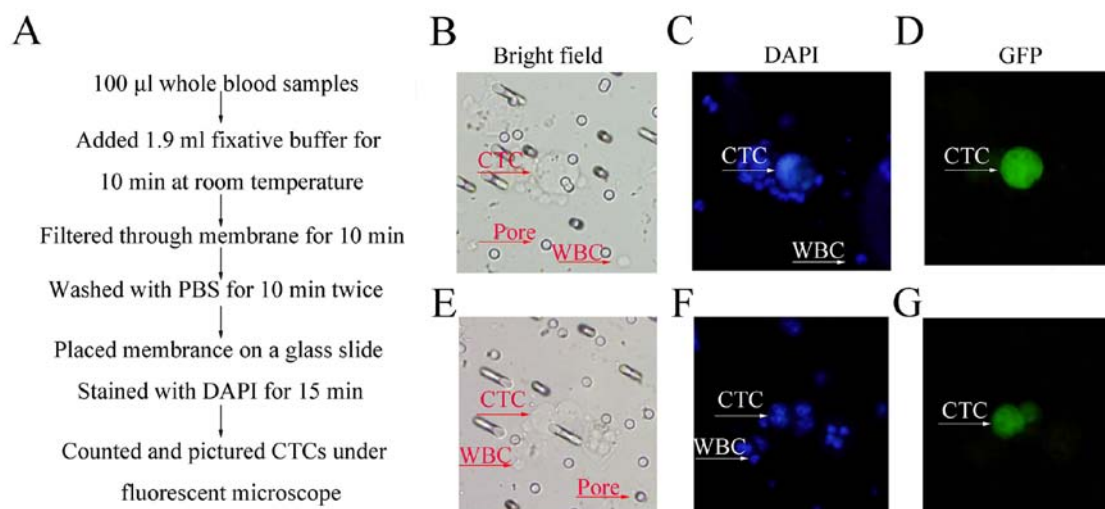 A
100 µl whole blood samples
Added 1.9 ml fixative buffer for
10 min at room temperature
Filtered through membrane for 10 min
Washed with PBS for 10 min twice
Placed membrance on a glass slide
Stained with DAPI for 15 min
Counted and pictured CTCs under
fluorescent microscope
B
Bright field
CTC
Pore
WBC
C
DAPI
CTC
WBC
D
GFP
CTC
E
CTC
WBC
Pore
F
CTC
WBC
G
CTC